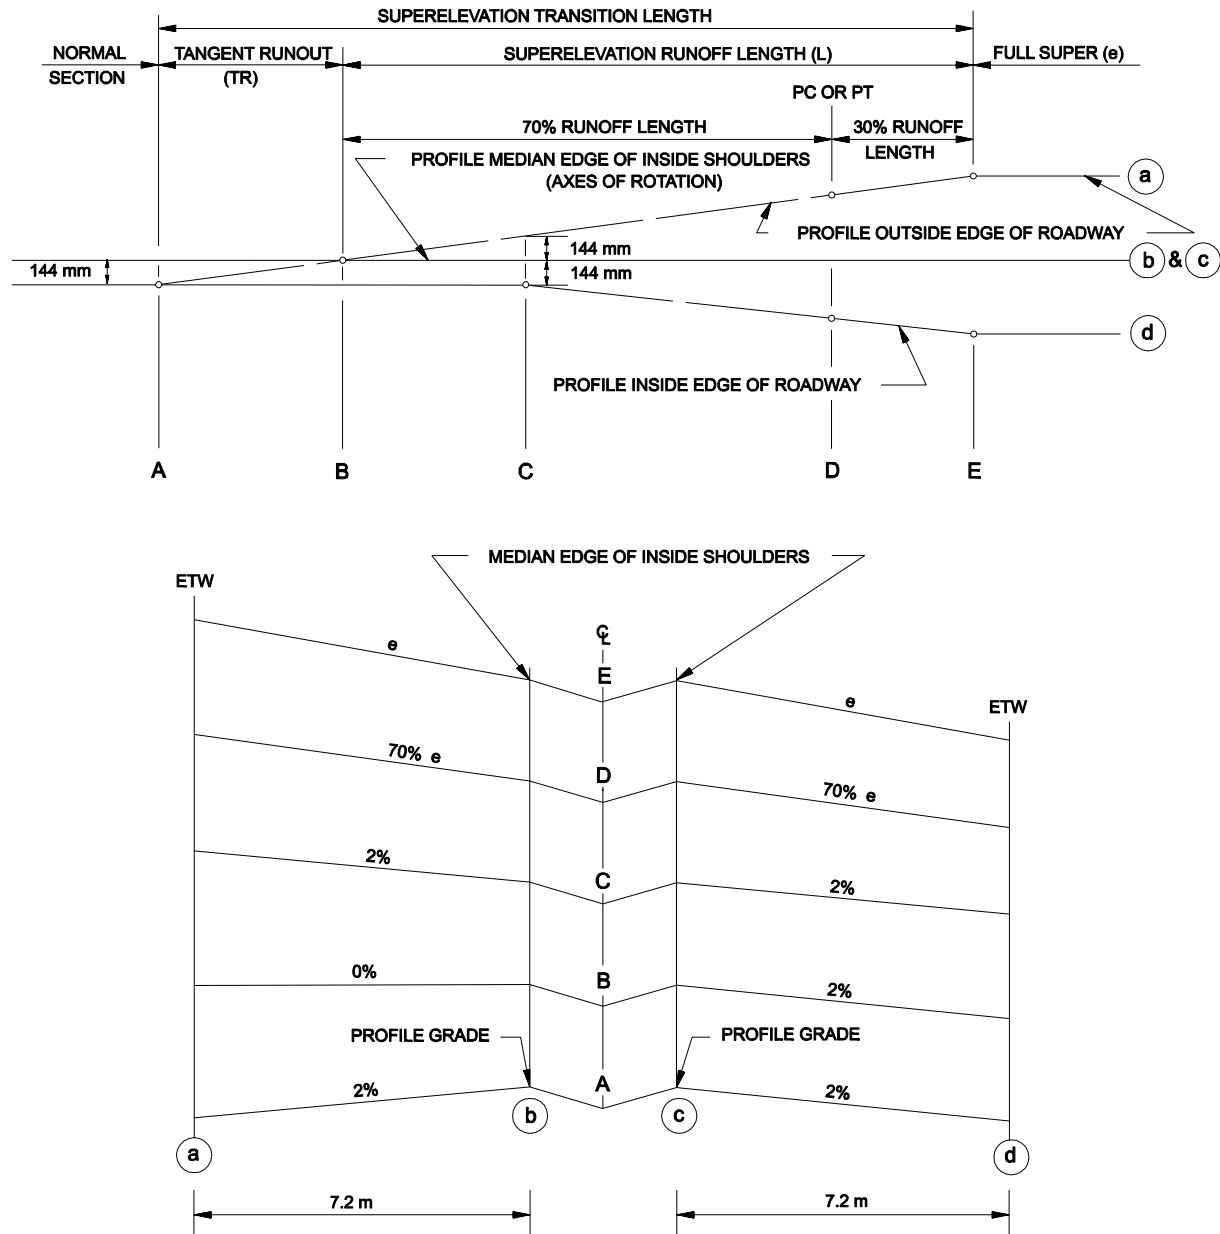 SUPERELEVATION TRANSITION LENGTH
NORMAL
SECTION
TANGENT RUNOUT
(TR)
SUPERELEVATION RUNOFF LENGTH (L)
FULL SUPER (e)
PC OR PT
70% RUNOFF LENGTH
30% RUNOFF
LENGTH
PROFILE MEDIAN EDGE OF INSIDE SHOULDERS
(AXES OF ROTATION)
a
PROFILE OUTSIDE EDGE OF ROADWAY
144 mm
144 mm
144 mm
b & c
d
PROFILE INSIDE EDGE OF ROADWAY
A B C D E
MEDIAN EDGE OF INSIDE SHOULDERS
ETW
℄
e
E
e
ETW
70% e
D
70% e
2%
C
2%
0%
B
2%
PROFILE GRADE
PROFILE GRADE
2%
A
2%
b
c
a
d
7.2 m
7.2 m